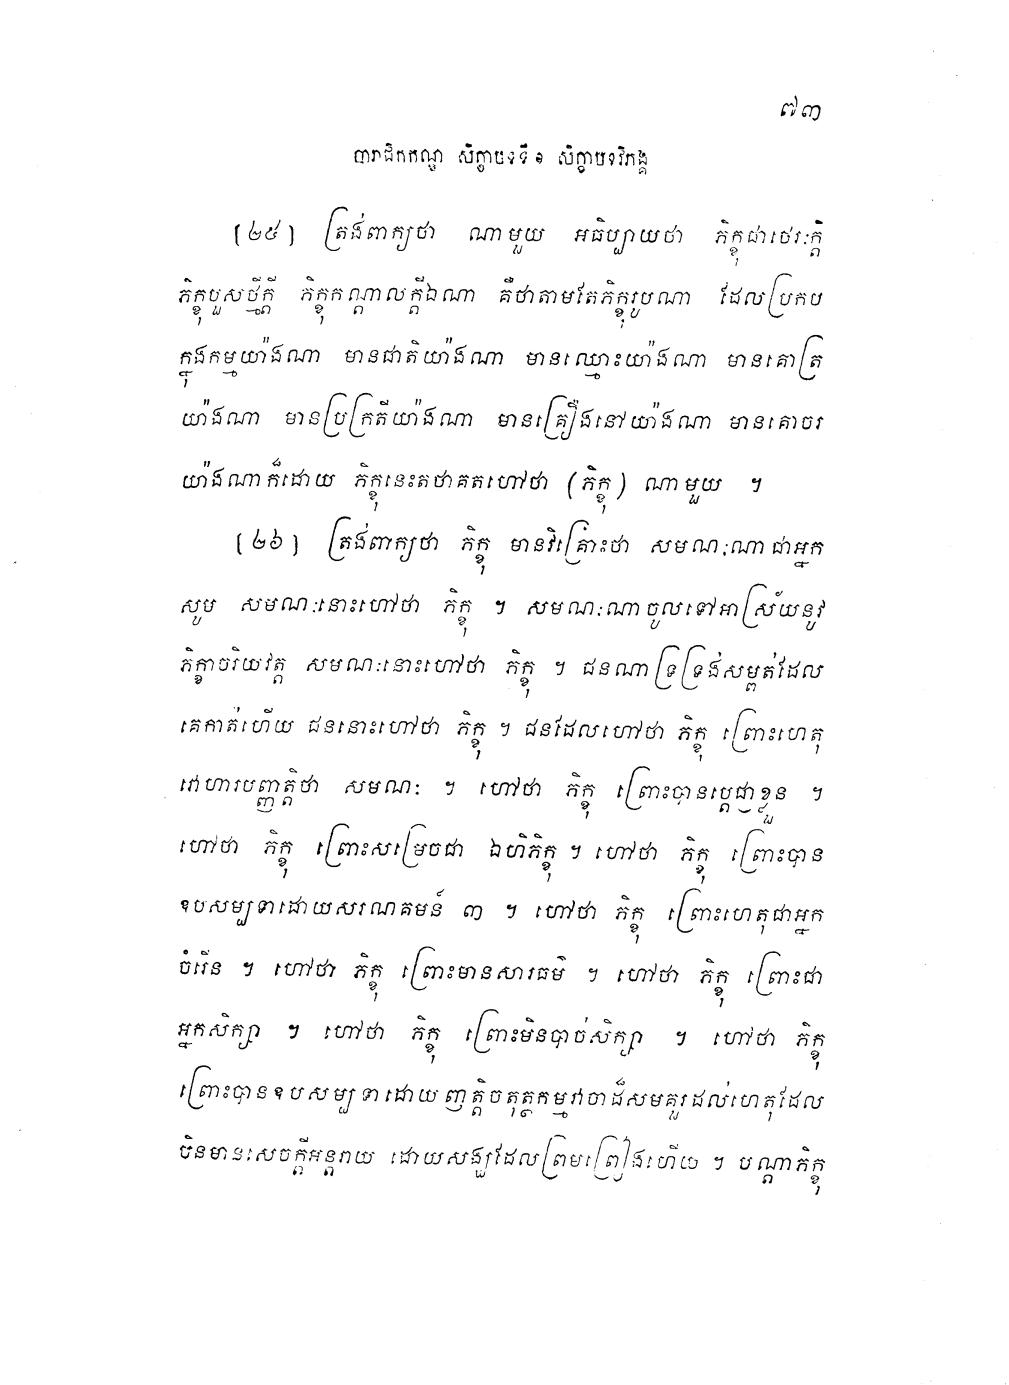 ៧៣
បារាជិកកណ្ឌ សិក្ខាបទទី១ សិក្ខាបទវិភង្គ
(២៥) ត្រង់ពាក្យថា ណាមួយ អធិប្បាយថា ភិក្ខុជាថេរៈក្តី
ភិក្ខុបួសថ្មីក្តី ភិក្ខុកណ្តាលក្តីឯណា គឺថាតាមតែភិក្ខុរូបណា ដែលប្រកប
ក្នុងកម្មយ៉ាងណា មានជាតិយ៉ាងណា មានឈ្មោះយ៉ាងណា មានគោត្រ
យ៉ាងណា មានប្រក្រតីយ៉ាងណា មានគ្រឿងនៅយ៉ាងណា មានគោចរ
យ៉ាងណាក៏ដោយ ភិក្ខុនេះតថាគតហៅថា (ភិក្ខុ) ណាមួយ ។
(២៦) ត្រង់ពាក្យថា ភិក្ខុ មានវិគ្រោះថា សមណៈណាជាអ្នក
សូប សមណៈនោះហៅថា ភិក្ខុ ។ សមណៈណាចូលទៅអាស្រ័យនូវ
ភិក្ខាចរិយវត្ត សមណៈនោះហៅថា ភិក្ខុ ។ ជនណាទ្រទ្រង់សម្ពត់ដែល
គេកាត់ហើយ ជននោះហៅថា ភិក្ខុ ។ ជនដែលហៅថា ភិក្ខុ ព្រោះហេតុ
វោហារបញ្ញត្តិថា សមណៈ ។ ហៅថា ភិក្ខុ ព្រោះបានប្តេជ្ញាខ្លួន ។
ហៅថា ភិក្ខុ ព្រោះសម្រេចជា ឯហិភិក្ខុ ។ ហៅថា ភិក្ខុ ព្រោះបាន
ឧបសម្បទាដោយសរណគមន៍ ៣ ។ ហៅថា ភិក្ខុ ព្រោះហេតុជាអ្នក
ចំរើន ។ ហៅថា ភិក្ខុ ព្រោះមានសារធម៌ ។ ហៅថា ភិក្ខុ ព្រោះជា
អ្នកសិក្សា ។ ហៅថា ភិក្ខុ ព្រោះមិនបាច់សិក្សា ។ ហៅថា ភិក្ខុ
ព្រោះបានឧបសម្បទាដោយញត្តិចតុត្ថកម្មវាចាដ៏សមគួរដល់ហេតុដែល
មិនមានសេចក្តីអន្តរាយ ដោយសង្ឃដែលព្រមព្រៀងហើយ ។ បណ្តាភិក្ខុ